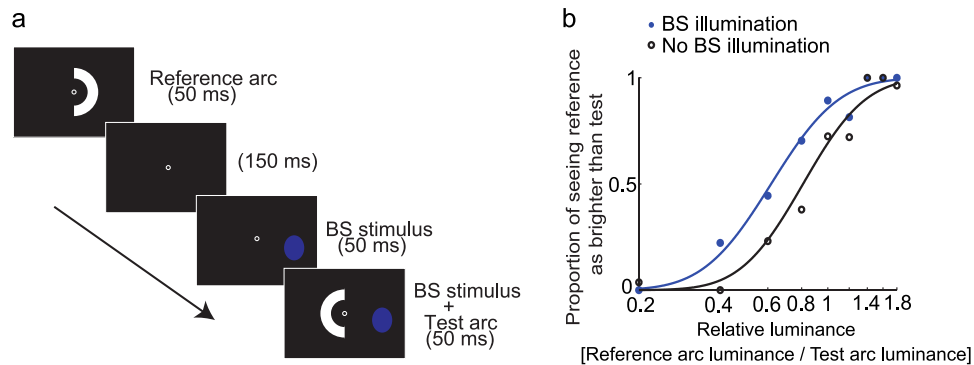 a
Reference arc
(50 ms)
(150 ms)
BS stimulus
(50 ms)
BS stimulus
+
Test arc
(50 ms)
b
BS illumination
No BS illumination
Proportion of seeing reference
as brighter than test
1
0.5
0
0.2 0.4 0.6 0.8 1 1.4 1.8
Relative luminance
[Reference arc luminance / Test arc luminance]